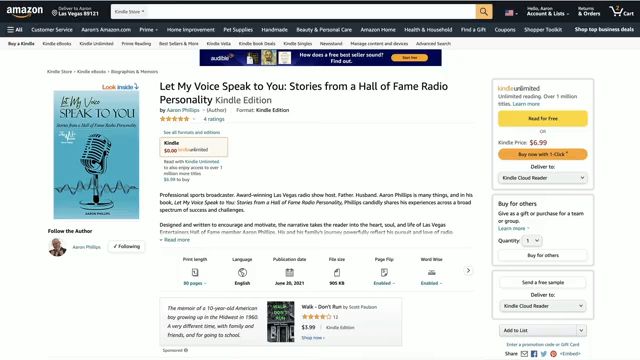 amazon
Deliver to Aaron
Las Vegas 89121
Kindle Store
Hello, Aaron
Account & Lists
Returns
& Orders
2
Cart
All
Customer Service
Aaron's Amazon.com
Prime
Home Improvement
Pet Supplies
Handmade
Beauty & Personal Care
Amazon Home
Health & Household
Find a Gift
Coupons
Shopper Toolkit
Shop top business deals
Buy a Kindle
Kindle eBooks
Kindle Unlimited
Prime Reading
Best Sellers & More
Kindle Vella
Kindle Book Deals
Kindle Singles
Newsstand
Manage content and devices
Advanced Search
audible
How does a free best seller sound?
Find out.
Kindle Store › Kindle eBooks › Biographies & Memoirs
Look inside
Let My Voice
SPEAK TO YOU
Stories from a Hall of Fame Radio Personality
AARON PHILLIPS
Follow the Author
Aaron Phillips
✓ Following
Let My Voice Speak to You: Stories from a Hall of Fame Radio
Personality Kindle Edition
by Aaron Phillips (Author) Format: Kindle Edition
4 ratings
See all formats and editions
Kindle
$0.00 kindleunlimited
Read with Kindle Unlimited
to also enjoy access to over 1
million more titles
$6.99 to buy
Professional sports broadcaster. Award-winning Las Vegas radio show host. Father. Husband. Aaron Phillips is many things, and in his
book, Let My Voice Speak to You: Stories from a Hall of Fame Radio Personality, Phillips candidly shares his experiences across a broad
spectrum of success and challenges.
Designed and written to encourage and motivate, the narrative takes the reader into the heart, soul, and life of Las Vegas
Entertainers Hall of Fame member Aaron Phillips. His and his family's journey powerfully reflect his pursuit and love of radio
Read more
Print length
80 pages
Language
English
Publication date
June 20, 2021
File size
905 KB
Page Flip
Enabled
Word Wise
Enabled
The memoir of a 10-year-old American
boy growing up in the Midwest in 1960.
A very different time, with family and
friends, and for going to school.
WALK
DON'T
RUN
Walk - Don't Run by Scott Paulson
12
$3.99 | Kindle Edition
Shop now ›
Sponsored
kindleunlimited
Unlimited reading. Over 1 million
titles. Learn more
Read for Free
OR
Kindle Price: $6.99
Buy now with 1-Click
Deliver to:
Kindle Cloud Reader
Buy for others
Give as a gift or purchase for a team
or group.
Learn more
Quantity: 1
Buy for others
Send a free sample
Deliver to:
Kindle Cloud Reader
Add to List
Enter a promotion code or Gift Card
Share
<Embed>